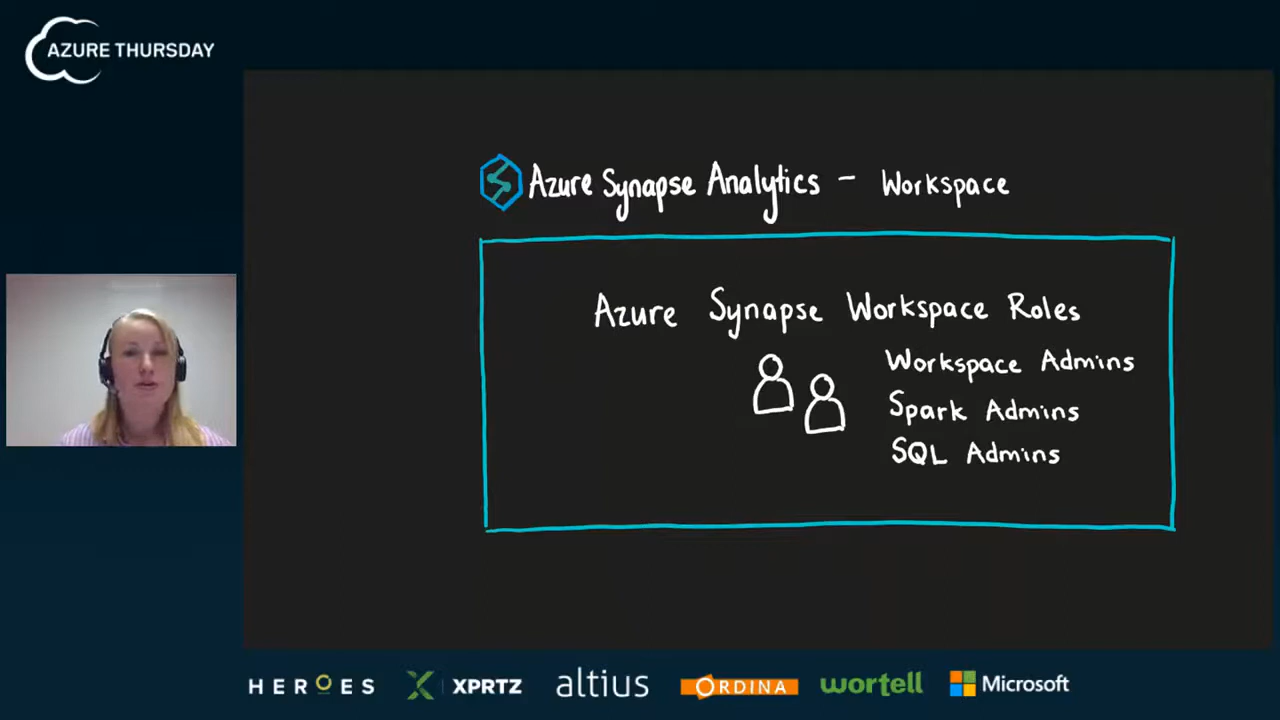 AZURE THURSDAY
Azure Synapse Analytics - Workspace
Azure Synapse Workspace Roles
Workspace Admins
Spark Admins
SQL Admins
HEROES XPRTZ altius ORDINA wortell Microsoft